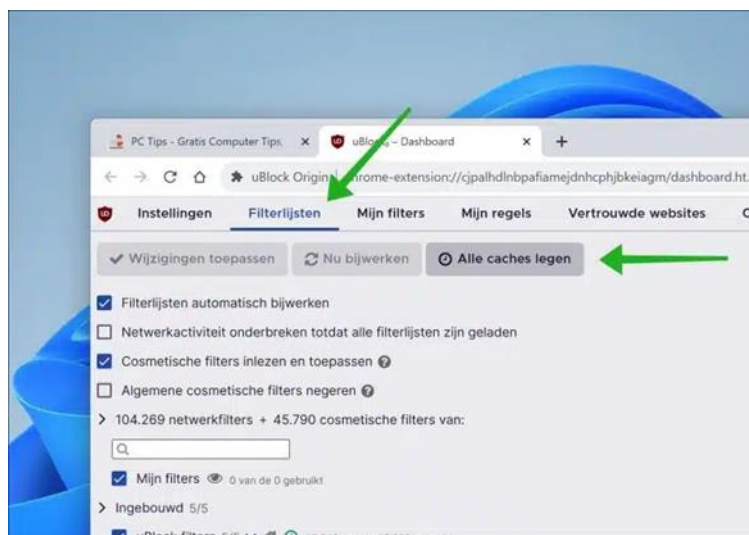 PC Tips - Gratis Computer Tips,
– Dashboard
uBlock Origin
chrome-extension://cjpalhdlnbpafiamejdnhcphjbkeiagm/dashboard.ht
Instellingen Filterlijsten Mijn filters Mijn regels Vertrouwde websites
Wijzigingen toepassen Nu bijwerken Alle caches legen
Filterlijsten automatisch bijwerken
Netwerkactiviteit onderbreken totdat alle filterlijsten zijn geladen
Cosmetische filters inlezen en toepassen
Algemene cosmetische filters negeren
104.269 netwerkfilters + 45.790 cosmetische filters van:
Mijn filters 0 van de 0 gebruikt
Ingebouwd 5/5